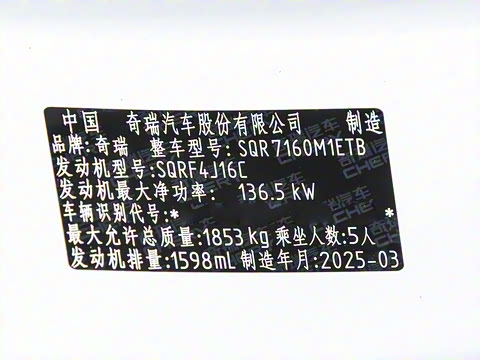 中国 奇瑞汽车股份有限公司 制造
品牌:奇瑞 整车型号:SQR7160M1ETB
发动机型号:SQRF4J16C
发动机最大净功率: 136.5 kW
车辆识别代号:* *
最大允许总质量:1853kg 乘坐人数:5人
发动机排量:1598mL 制造年月:2025-03